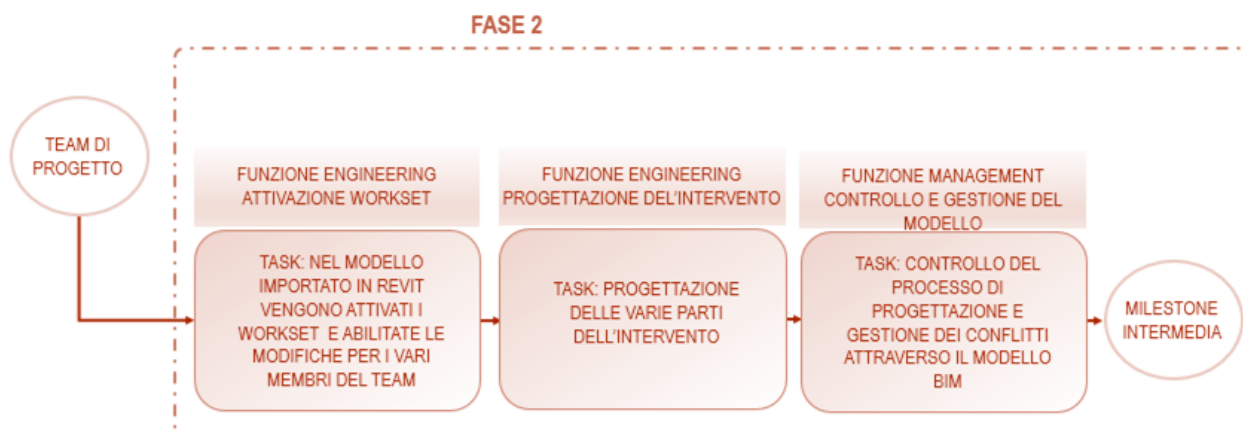 FASE 2
TEAM DI
PROGETTO
FUNZIONE ENGINEERING
ATTIVAZIONE WORKSET
TASK: NEL MODELLO
IMPORTATO IN REVIT
VENGONO ATTIVATI I
WORKSET E ABILITATE LE
MODIFICHE PER I VARI
MEMBRI DEL TEAM
FUNZIONE ENGINEERING
PROGETTAZIONE DEL'INTERVENTO
TASK: PROGETTAZIONE
DELLE VARIE PARTI
DELL'INTERVENTO
FUNZIONE MANAGEMENT
CONTROLLO E GESTIONE DEL
MODELLO
TASK: CONTROLLO DEL
PROCESSO DI
PROGETTAZIONE E
GESTIONE DEI CONFLITTI
ATTRAVERSO IL MODELLO
BIM
MILESTONE
INTERMEDIA